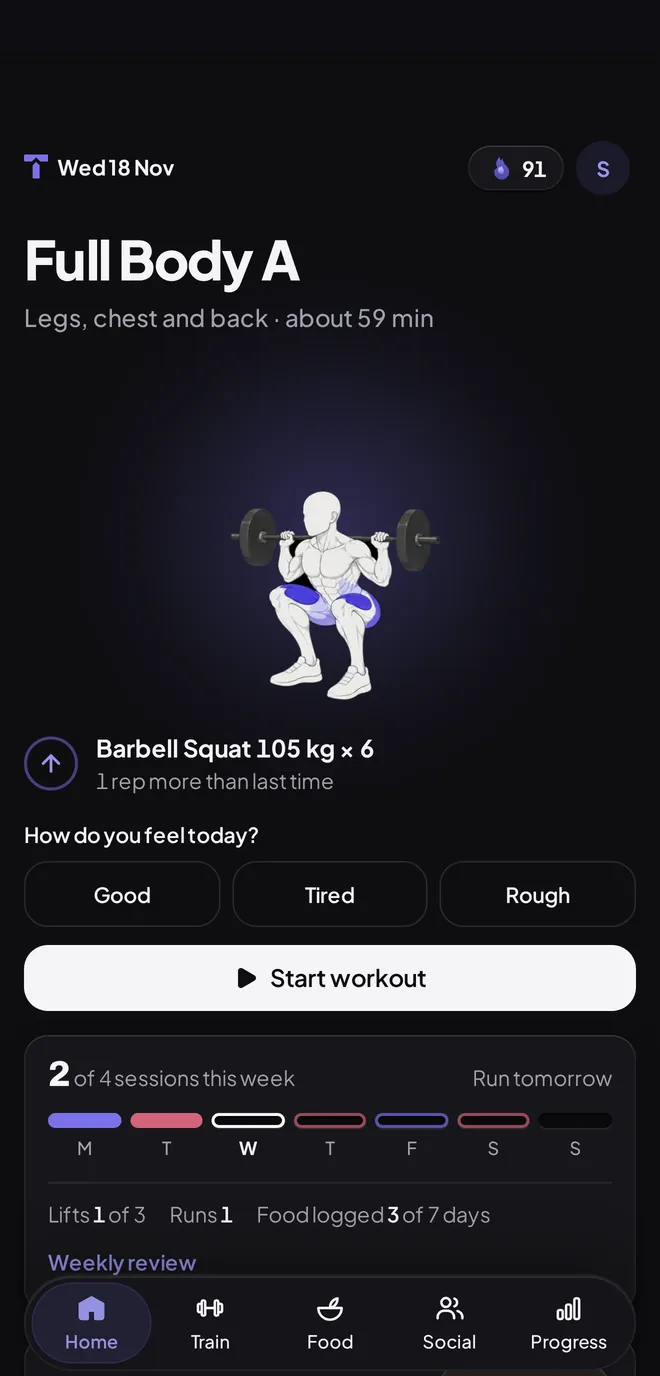 Wed 18 Nov
91
S
Full Body A
Legs, chest and back · about 59 min
Barbell Squat 105 kg × 6
1 rep more than last time
How do you feel today?
Good
Tired
Rough
Start workout
2 of 4 sessions this week
Run tomorrow
M T W T F S S
Lifts 1 of 3 Runs 1 Food logged 3 of 7 days
Weekly review
Home Train Food Social Progress